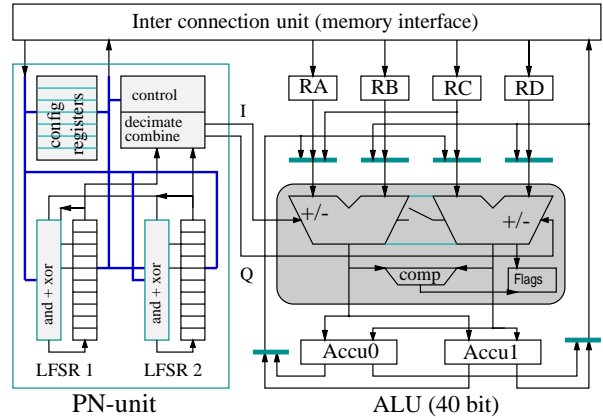 Inter connection unit (memory interface)
RA
RB
RC
RD
config
registers
control
decimate
combine
I
Q
+/-
+/-
comp
Flags
and + xor
and + xor
LFSR 1
LFSR 2
Accu0
Accu1
PN-unit
ALU (40 bit)